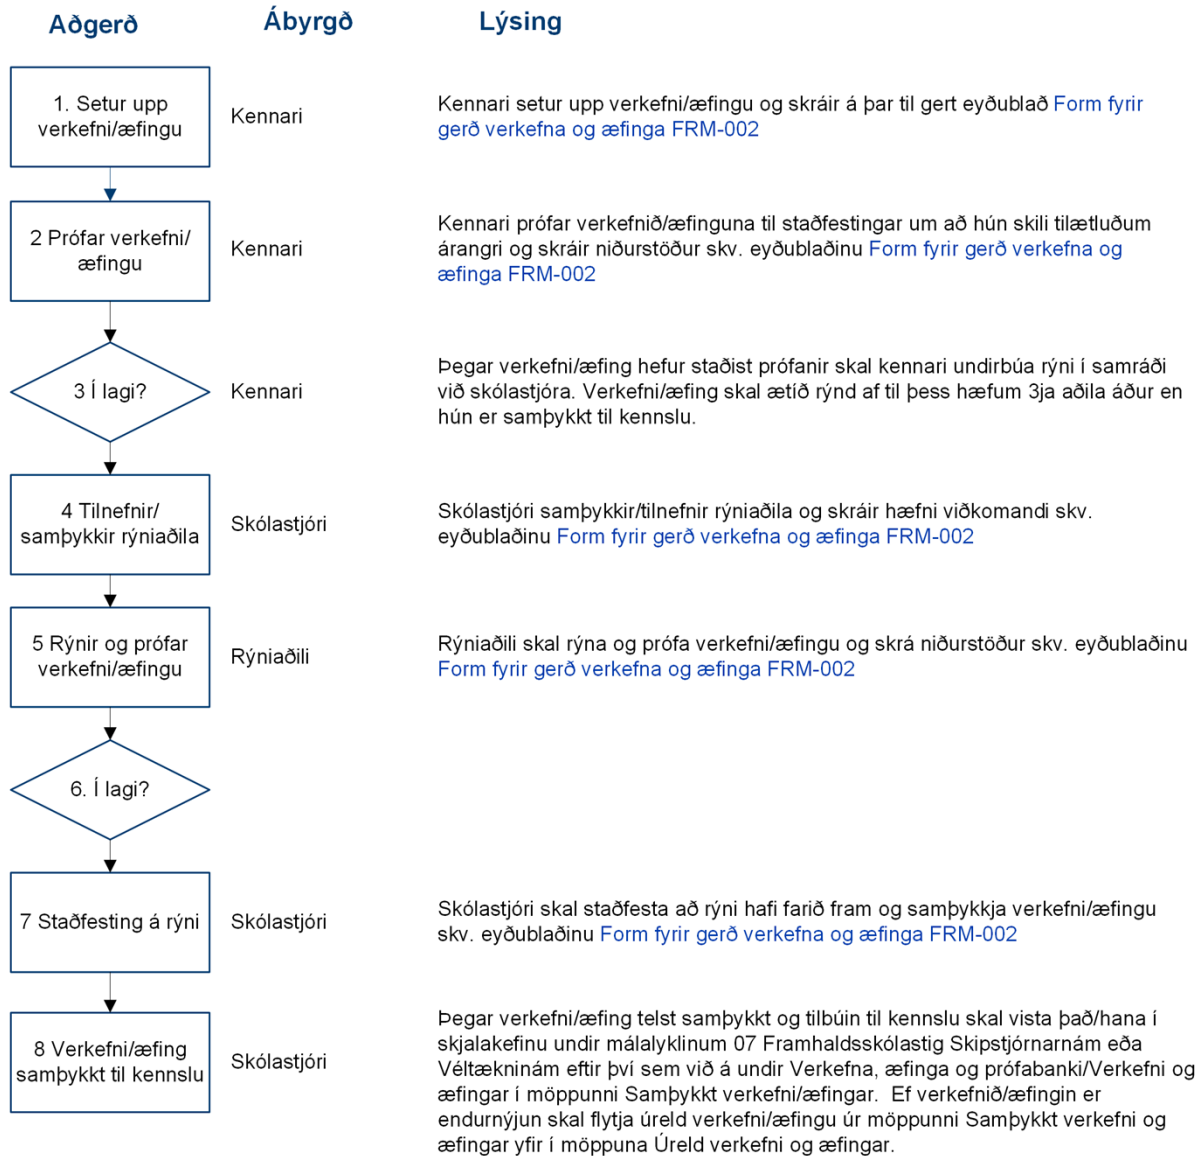 Aðgerð Ábyrgð Lýsing
1. Setur upp
verkefni/æfingu
Kennari
Kennari setur upp verkefni/æfingu og skráir á þar til gert eyðublað Form fyrir
gerð verkefna og æfinga FRM-002
2 Prófar verkefni/
æfingu
Kennari
Kennari prófar verkefnið/æfinguna til staðfestingar um að hún skili tilætluðum
árangri og skráir niðurstöður skv. eyðublaðinu Form fyrir gerð verkefna og
æfinga FRM-002
3 Í lagi?
Kennari
Þegar verkefni/æfing hefur staðist prófanir skal kennari undirbúa rýni í samráði
við skólastjóra. Verkefni/æfing skal ætíð rýnd af til þess hæfum 3ja aðila áður en
hún er samþykkt til kennslu.
4 Tilnefnir/
samþykkir rýniaðila
Skólastjóri
Skólastjóri samþykkir/tilnefnir rýniaðila og skráir hæfni viðkomandi skv.
eyðublaðinu Form fyrir gerð verkefna og æfinga FRM-002
5 Rýnir og prófar
verkefni/æfingu
Rýniaðili
Rýniaðili skal rýna og prófa verkefni/æfingu og skrá niðurstöður skv. eyðublaðinu
Form fyrir gerð verkefna og æfinga FRM-002
6. Í lagi?
7 Staðfesting á rýni
Skólastjóri
Skólastjóri skal staðfesta að rýni hafi farið fram og samþykkja verkefni/æfingu
skv. eyðublaðinu Form fyrir gerð verkefna og æfinga FRM-002
8 Verkefni/æfing
samþykkt til kennslu
Skólastjóri
Þegar verkefni/æfing telst samþykkt og tilbúin til kennslu skal vista það/hana í
skjalakefinu undir málalyklinum 07 Framhaldsskólastig Skipstjórnarnám eða
Véltækninám eftir því sem við á undir Verkefna, æfinga og prófabanki/Verkefni og
æfingar í möppunni Samþykkt verkefni/æfingar. Ef verkefnið/æfingin er
endurnýjun skal flytja úreld verkefni/æfingu úr möppunni Samþykkt verkefni og
æfingar yfir í möppuna Úreld verkefni og æfingar.